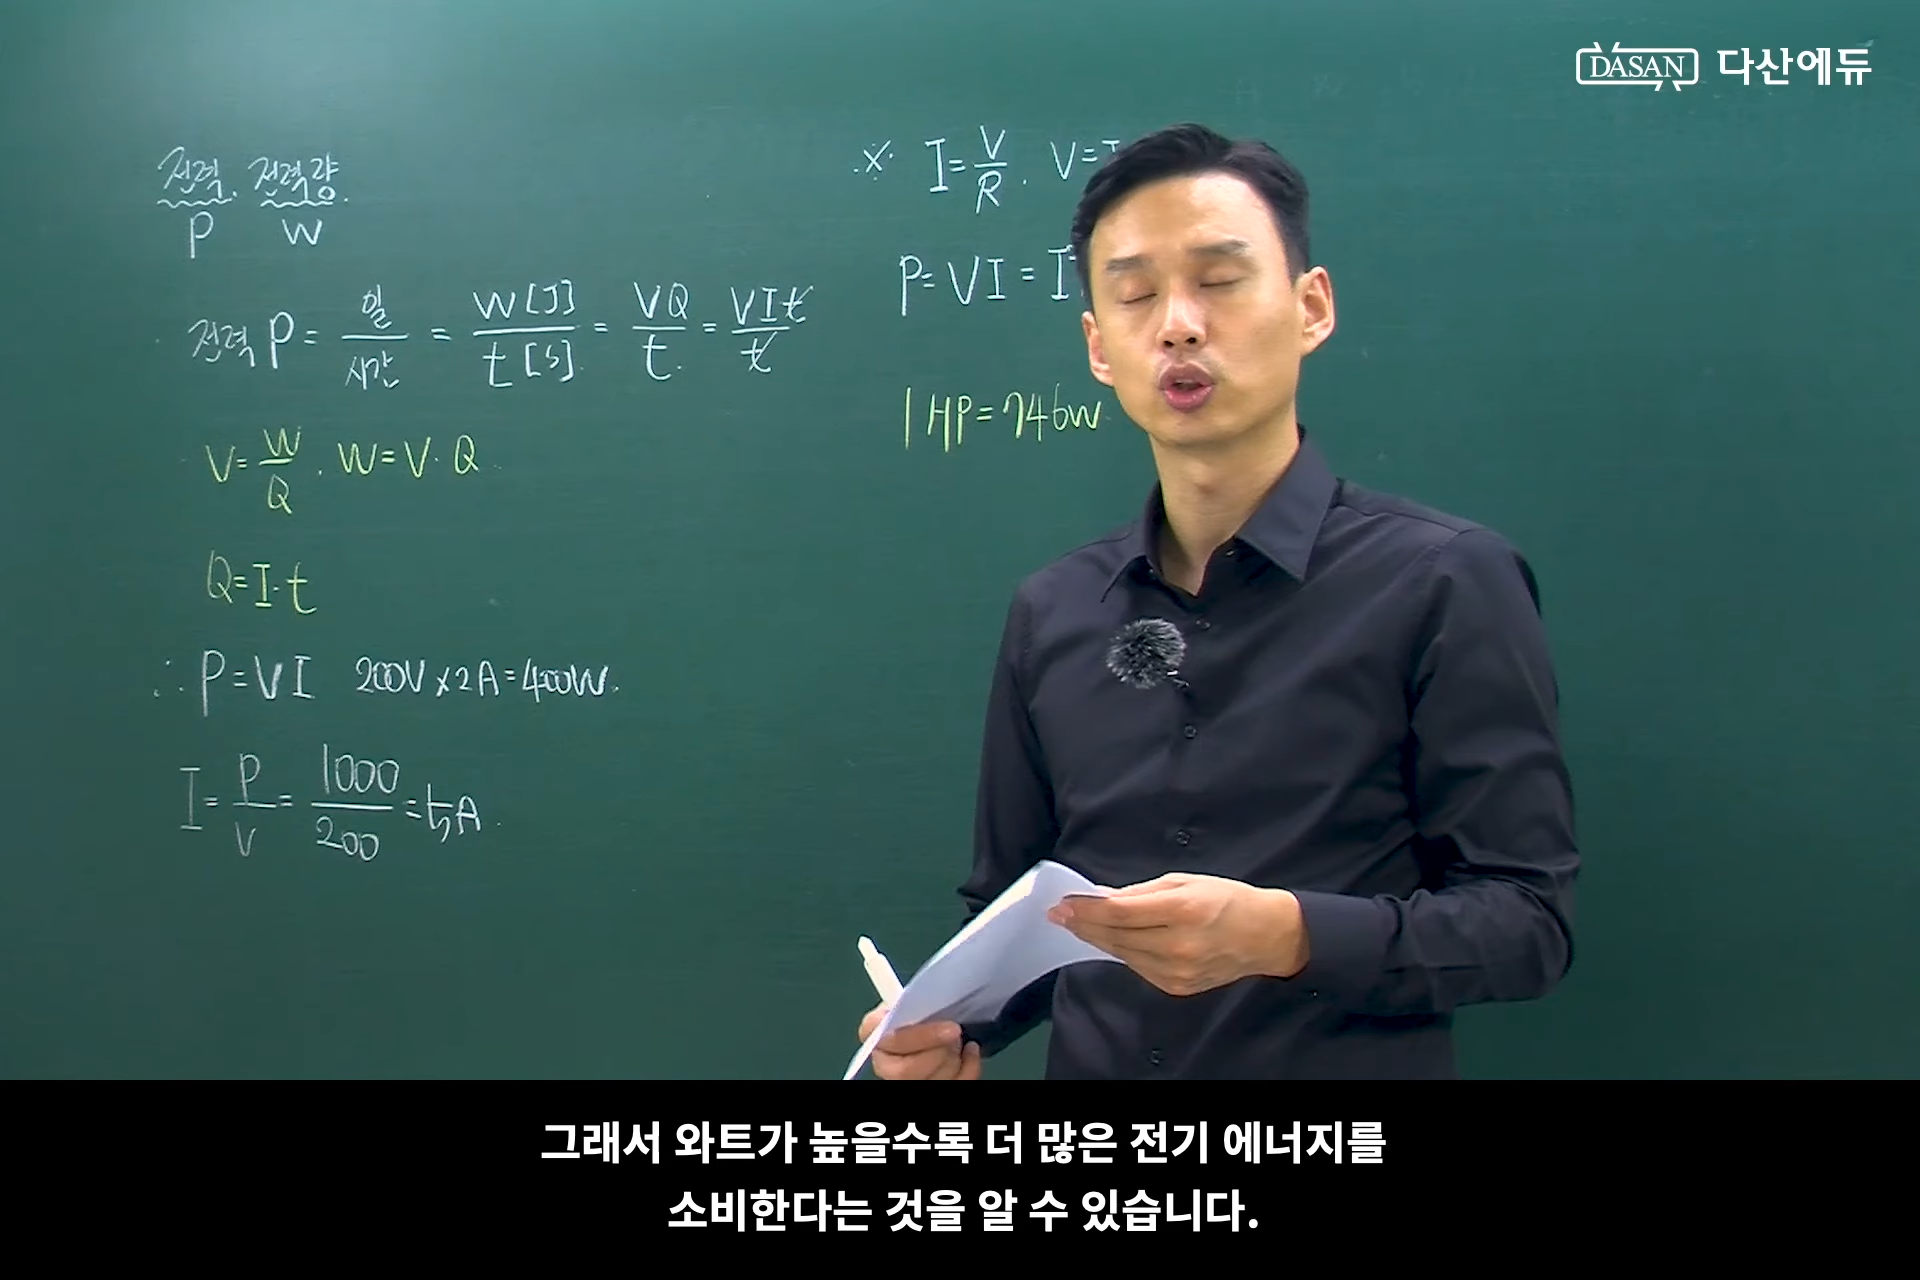 DASAN 다산에듀
전력. 전력량.
P W
전력 P = 일/시간 = W[J]/t[s] = VQ/t = VIt/t
V = W/Q . W = V·Q
Q = I·t
∴ P = VI 200V × 2A = 400W.
I = P/V = 1000/200 = 5A
※ I = V/R . V =
P = VI =
1HP = 746W
그래서 와트가 높을수록 더 많은 전기 에너지를
소비한다는 것을 알 수 있습니다.